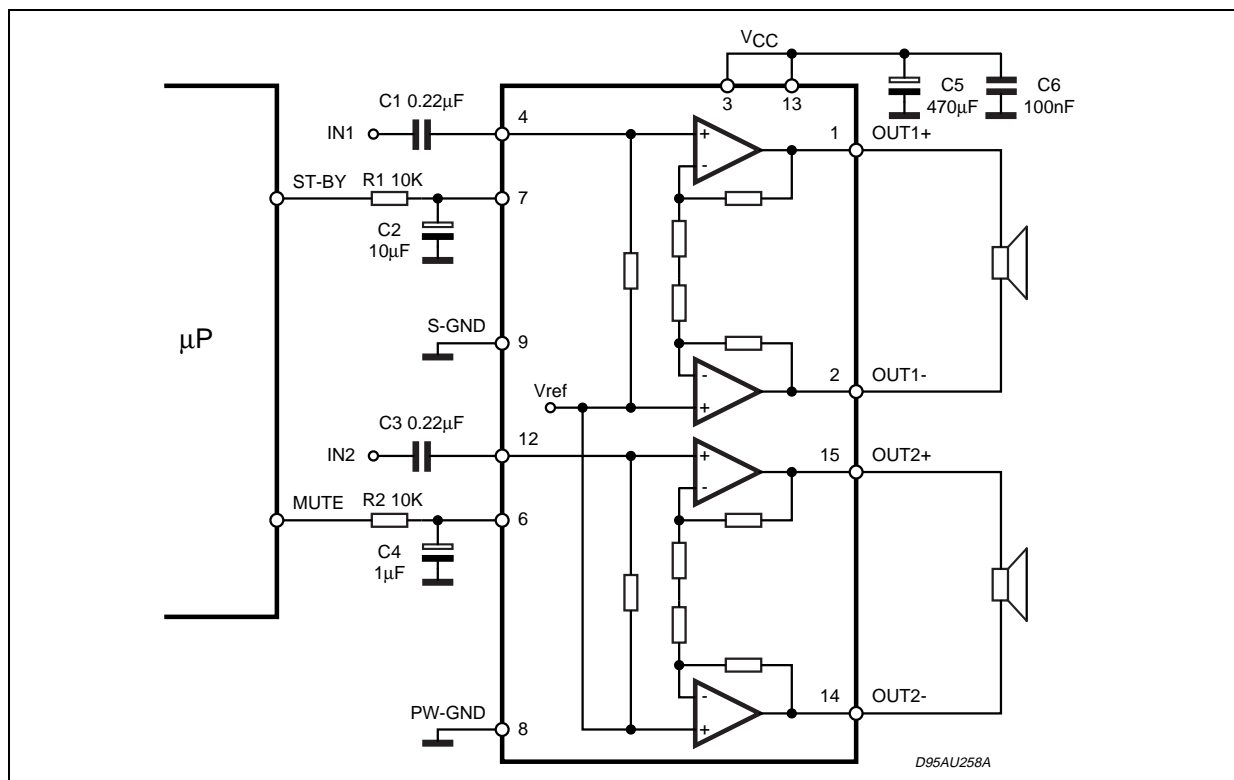 VCC
3
13
C5
470µF
C6
100nF
C1 0.22µF
IN1
4
+
-
1
OUT1+
ST-BY
R1 10K
7
C2
10µF
µP
S-GND
9
-
+
2
OUT1-
Vref
C3 0.22µF
IN2
12
+
-
15
OUT2+
MUTE
R2 10K
6
C4
1µF
PW-GND
8
-
+
14
OUT2-
D95AU258A